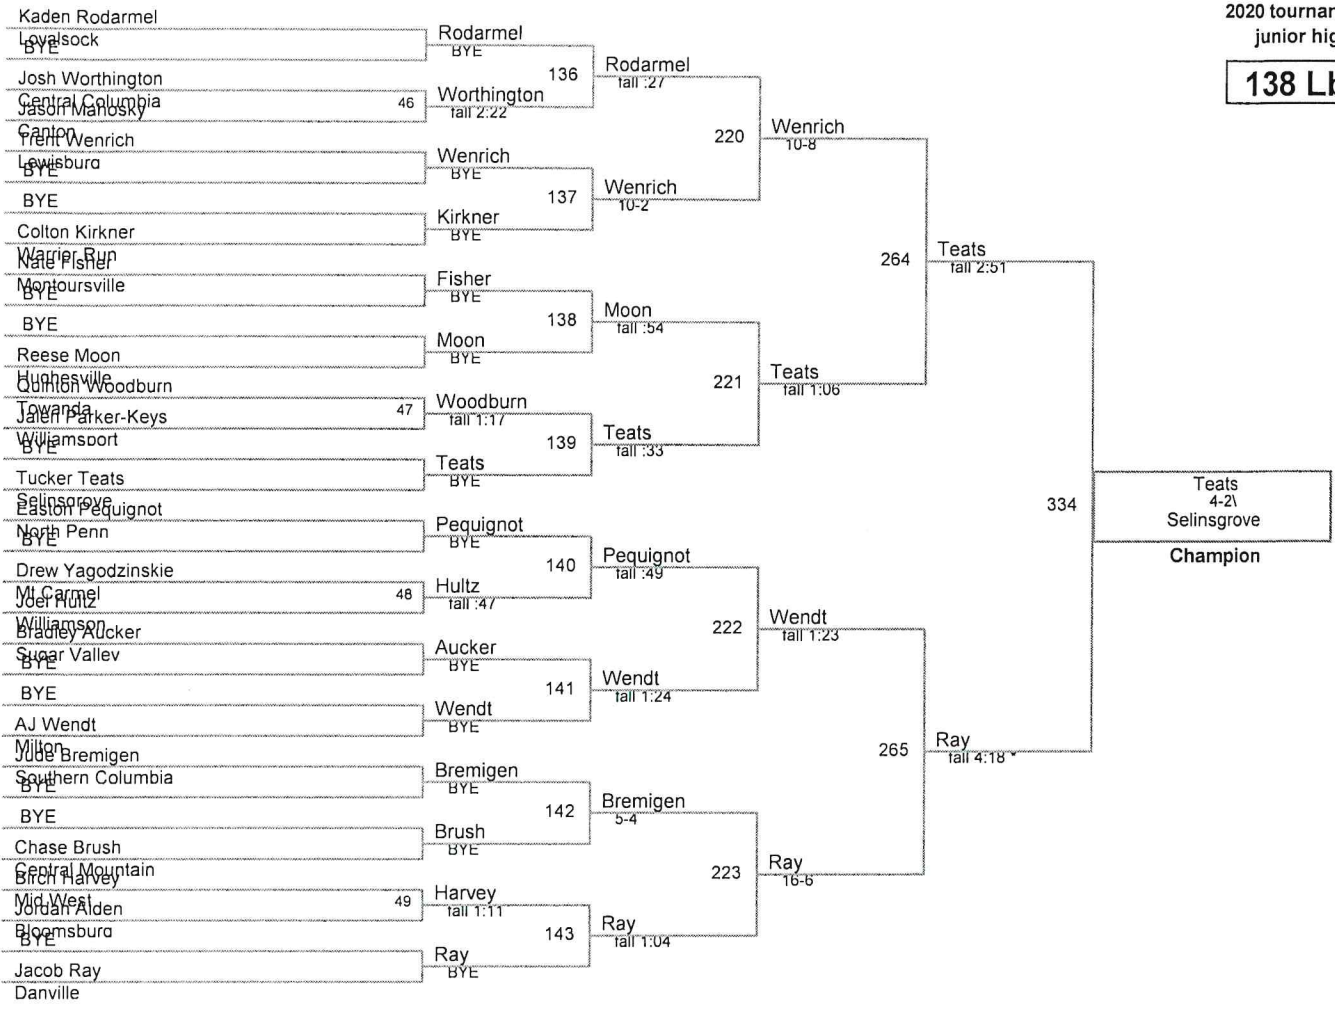 2020 tournar
junior hig
138 Lb
Kaden Rodarmel
Loyalsock
BYE
Josh Worthington
Central Columbia
Jason Mahosky
Canton
Trent Wenrich
Lewisburg
BYE
BYE
Colton Kirkner
Warrior Run
Nate Fisher
Montoursville
BYE
BYE
Reese Moon
Hughesville
Quinton Woodburn
Towanda
Jalen Parker-Keys
Williamsport
BYE
Tucker Teats
Selinsgrove
Easton Pequignot
North Penn
BYE
Drew Yagodzinskie
Mt Carmel
Joel Hultz
Williamson
Bradley Aucker
Sugar Valley
BYE
BYE
AJ Wendt
Milton
Jude Bremigen
Southern Columbia
BYE
BYE
Chase Brush
Central Mountain
Birch Harvey
Mid West
Jordan Alden
Bloomsburg
BYE
Jacob Ray
Danville
46
47
48
49
Rodarmel
BYE
Worthington
fall 2:22
Wenrich
BYE
Kirkner
BYE
Fisher
BYE
Moon
BYE
Woodburn
fall 1:17
Teats
BYE
Pequignot
BYE
Hultz
fall :47
Aucker
BYE
Wendt
BYE
Bremigen
BYE
Brush
BYE
Harvey
fall 1:11
Ray
BYE
136
137
138
139
140
141
142
143
Rodarmel
fall :27
Wenrich
10-2
Moon
fall :54
Teats
fall :33
Pequignot
fall :49
Wendt
fall 1:24
Bremigen
5-4
Ray
fall 1:04
220
221
222
223
Wenrich
10-8
Teats
fall 1:06
Wendt
fall 1:23
Ray
16-6
264
265
Teats
fall 2:51
Ray
fall 4:18
334
Teats
4-2\
Selinsgrove
Champion